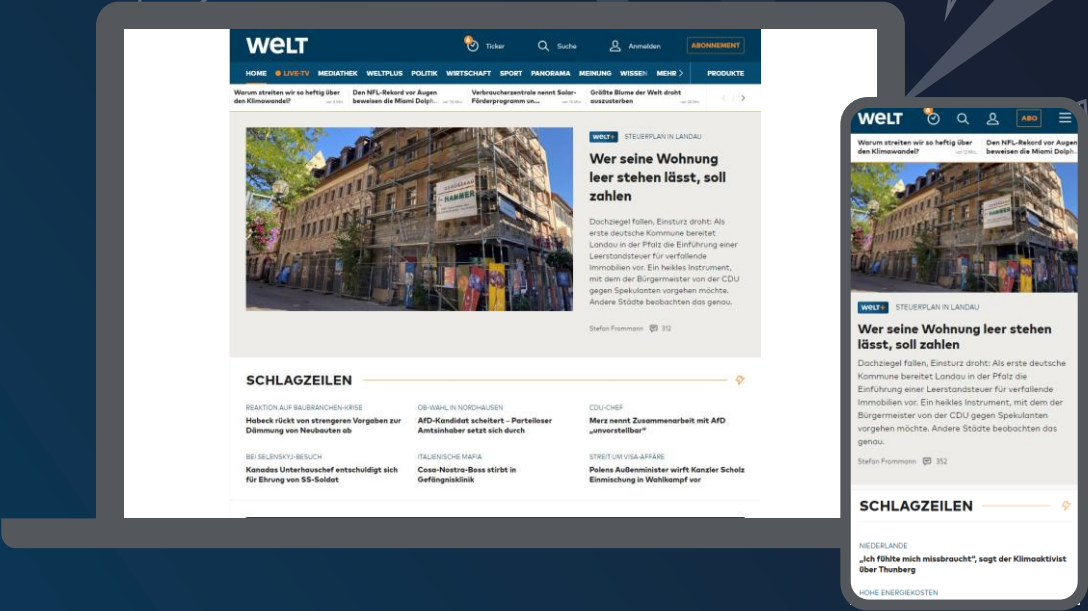 WELT
6
Ticker
Suche
Anmelden
ABONNEMENT
HOME LIVE-TV MEDIATHEK WELTPLUS POLITIK WIRTSCHAFT SPORT PANORAMA MEINUNG WISSEN MEHR PRODUKTE
Warum streiten wir so heftig über
den Klimawandel?
Den NFL-Rekord vor Augen
beweisen die Miami Dolph...
Verbraucherzentrale nennt Solar-
Förderprogramm un...
Größte Blume der Welt droht
auszusterben
HAMMER
WELT+ STEUERPLAN IN LANDAU
Wer seine Wohnung
leer stehen lässt, soll
zahlen
Dachziegel fallen, Einsturz droht: Als
erste deutsche Kommune bereitet
Landau in der Pfalz die Einführung einer
Leerstandsteuer für verfallende
Immobilien vor. Ein heikles Instrument,
mit dem der Bürgermeister von der CDU
gegen Spekulanten vorgehen möchte.
Andere Städte beobachten das genau.
Stefan Frommann 312
SCHLAGZEILEN
REAKTION AUF BAUBRANCHEN-KRISE
Habeck rückt von strengeren Vorgaben zur
Dämmung von Neubauten ab
OB-WAHL IN NORDHAUSEN
AfD-Kandidat scheitert – Parteiloser
Amtsinhaber setzt sich durch
CDU-CHEF
Merz nennt Zusammenarbeit mit AfD
„unvorstellbar“
BEI SELENSKYJ-BESUCH
Kanadas Unterhauschef entschuldigt sich
für Ehrung von SS-Soldat
ITALIENISCHE MAFIA
Cosa-Nostra-Boss stirbt in
Gefängnisklinik
STREIT UM VISA-AFFÄRE
Polens Außenminister wirft Kanzler Scholz
Einmischung in Wahlkampf vor
WELT
6
ABO
Warum streiten wir so heftig über
den Klimawandel?
Den NFL-Rekord vor Augen
beweisen die Miami Dolph..
HAMMER
WELT+ STEUERPLAN IN LANDAU
Wer seine Wohnung leer stehen
lässt, soll zahlen
Dachziegel fallen, Einsturz droht: Als erste deutsche
Kommune bereitet Landau in der Pfalz die
Einführung einer Leerstandsteuer für verfallende
Immobilien vor. Ein heikles Instrument, mit dem der
Bürgermeister von der CDU gegen Spekulanten
vorgehen möchte. Andere Städte beobachten das
genau.
Stefan Frommann 352
SCHLAGZEILEN
NIEDERLANDE
„Ich fühlte mich missbraucht“, sagt der Klimaaktivist
über Thunberg
HOHE ENERGIEKOSTEN